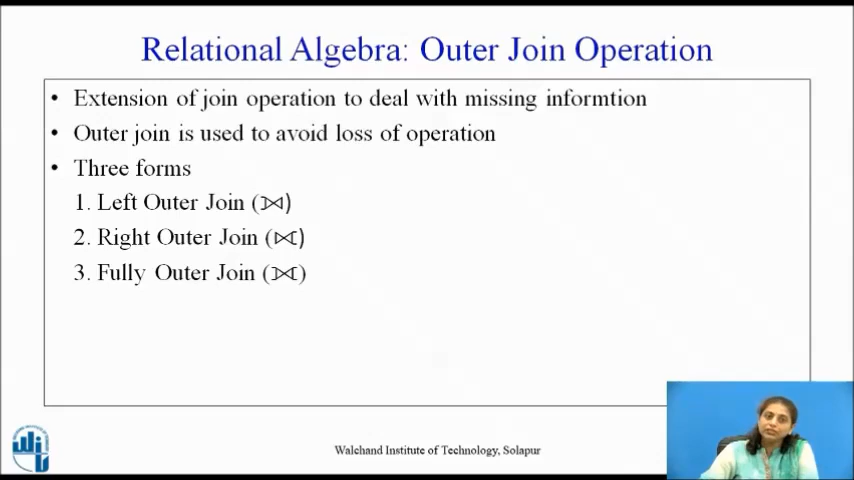 Relational Algebra: Outer Join Operation
• Extension of join operation to deal with missing informtion
• Outer join is used to avoid loss of operation
• Three forms
1. Left Outer Join (⟕)
2. Right Outer Join (⟖)
3. Fully Outer Join (⟗)
Walchand Institute of Technology, Solapur